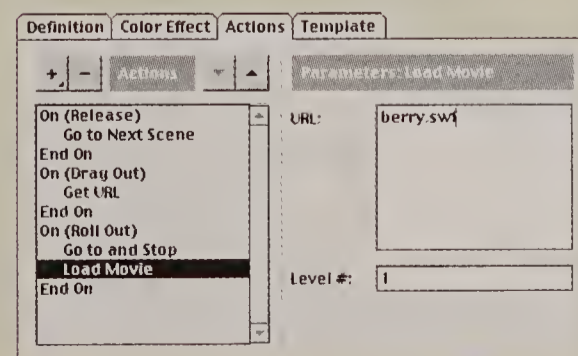 Definition Color Effect Actions Template
+ - Actions
Parameters: Load Movie
On (Release)
Go to Next Scene
End On
On (Drag Out)
Get URL
End On
On (Roll Out)
Go to and Stop
Load Movie
End On
URL: berry.swf
Level #: 1